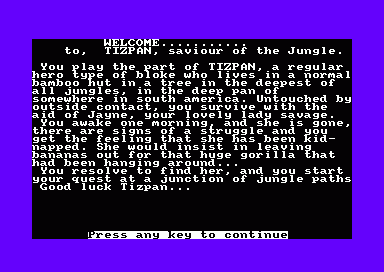 WELCOME...........
to, TIZPAN, saviour of the Jungle.
You play the part of TIZPAN, a regular
hero type of bloke who lives in a normal
bamboo hut in a tree in the deepest of
all jungles, in the deep pan of
somewhere in south america. Untouched by
outside contact, you survive with the
aid of Jayne, your lovely lady savage.
You awake one morning, and she is gone,
there are signs of a struggle and you
get the feeling that she has been kid-
napped. She would insist in leaving
bananas out for that huge gorilla that
had been hanging around...
You resolve to find her, and you start
your quest at a junction of jungle paths
Good luck Tizpan...
Press any key to continue